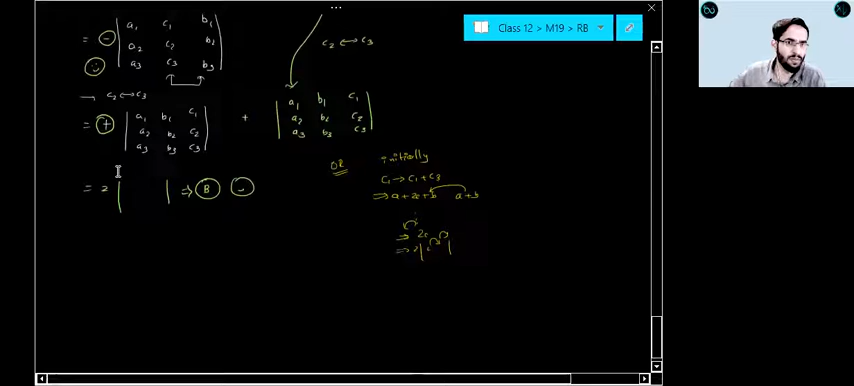 Class 12 > M19 > RB
= - | a₁ c₁ b₁ |
a₂ c₂ b₂
a₃ c₃ b₃
→ c₂ ↔ c₃
= + | a₁ b₁ c₁ |
a₂ b₂ c₂
a₃ b₃ c₃
+
c₂ ↔ c₃
| a₁ b₁ c₁ |
a₂ b₂ c₂
a₃ b₃ c₃
= 2 | | ⇒ B
OR initially
C₁ → C₁ + C₃
⇒ a+2c+b a+b
⇒ 2c
⇒ 2 | |